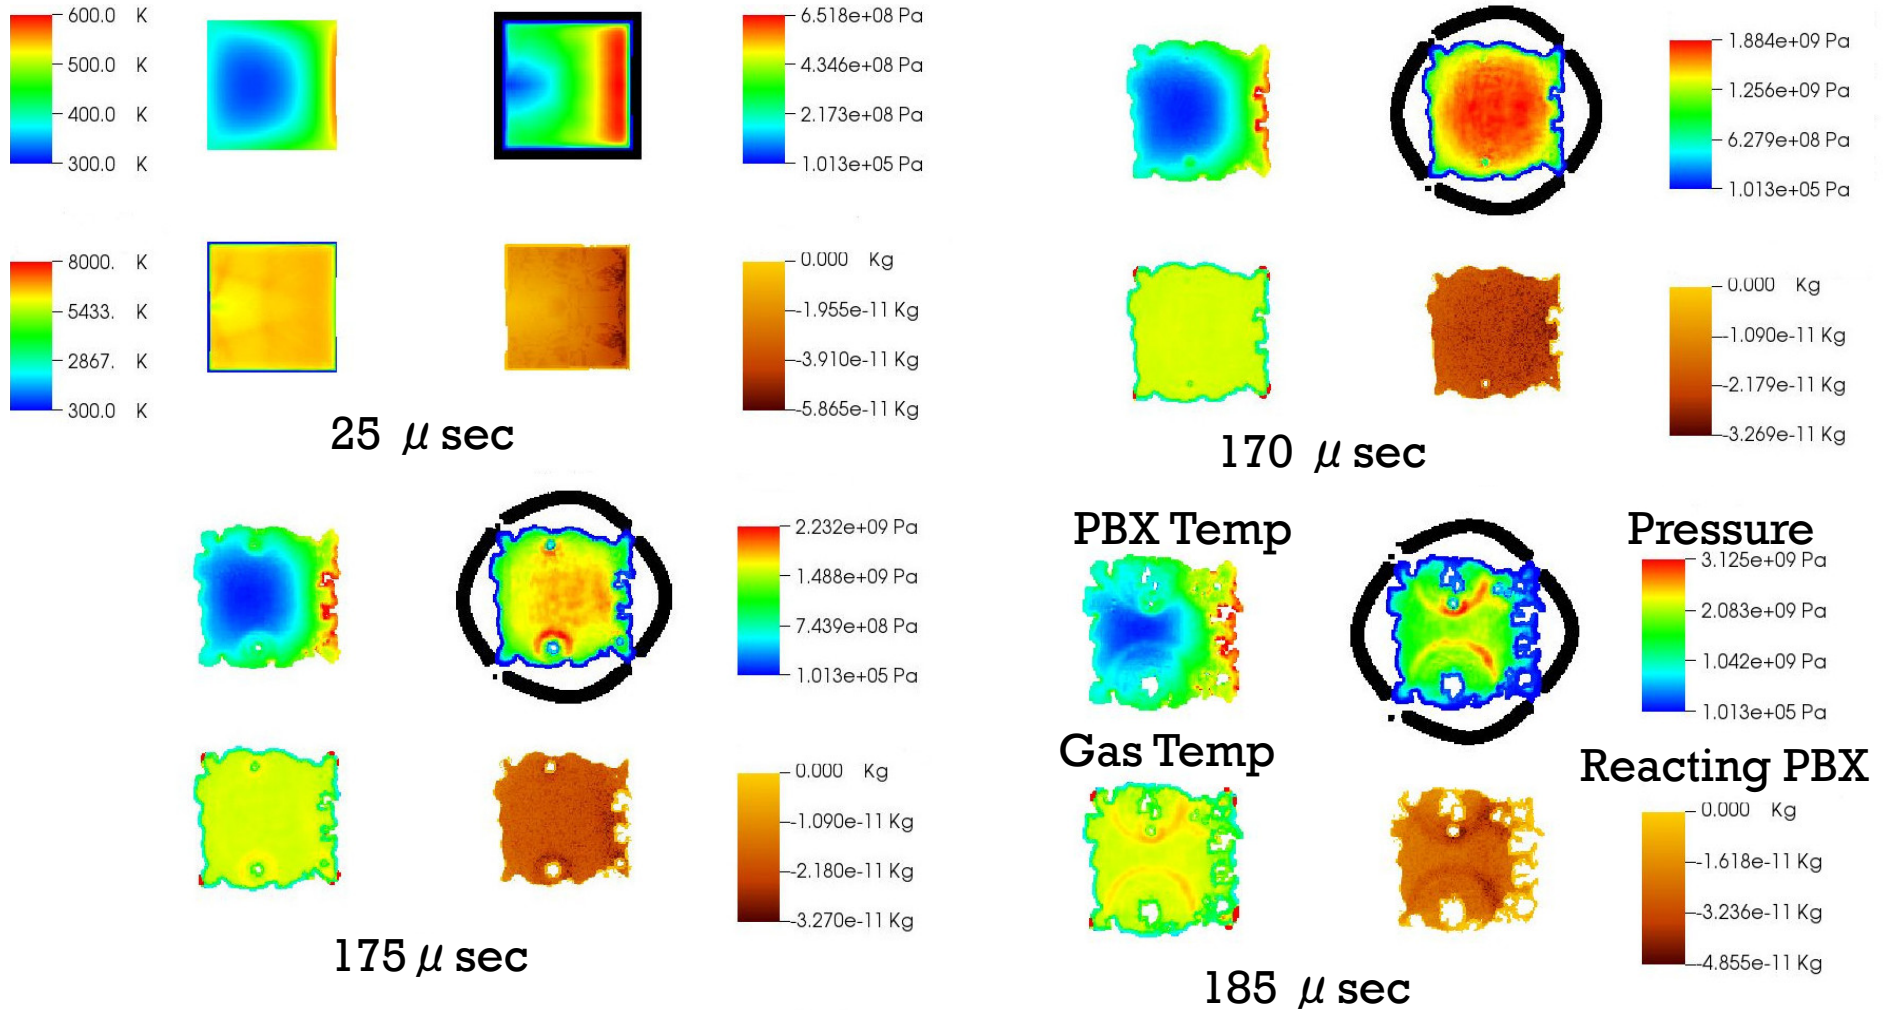 600.0 K
500.0 K
400.0 K
300.0 K
6.518e+08 Pa
4.346e+08 Pa
2.173e+08 Pa
1.013e+05 Pa
8000. K
5433. K
2867. K
300.0 K
0.000 Kg
-1.955e-11 Kg
-3.910e-11 Kg
-5.865e-11 Kg
25 μ sec
1.884e+09 Pa
1.256e+09 Pa
6.279e+08 Pa
1.013e+05 Pa
0.000 Kg
-1.090e-11 Kg
-2.179e-11 Kg
-3.269e-11 Kg
170 μ sec
2.232e+09 Pa
1.488e+09 Pa
7.439e+08 Pa
1.013e+05 Pa
0.000 Kg
-1.090e-11 Kg
-2.180e-11 Kg
-3.270e-11 Kg
175 μ sec
PBX Temp
Pressure
3.125e+09 Pa
2.083e+09 Pa
1.042e+09 Pa
1.013e+05 Pa
Gas Temp
Reacting PBX
0.000 Kg
-1.618e-11 Kg
-3.236e-11 Kg
-4.855e-11 Kg
185 μ sec